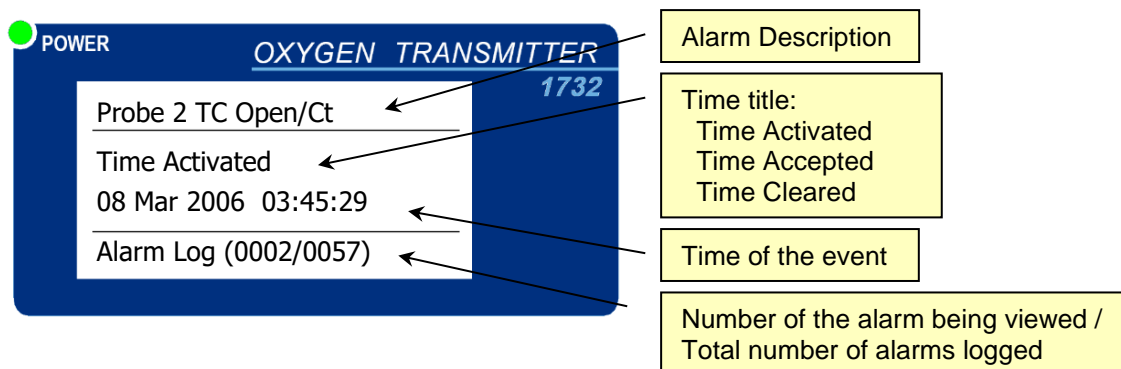 POWER
OXYGEN TRANSMITTER
1732
Probe 2 TC Open/Ct
Time Activated
08 Mar 2006 03:45:29
Alarm Log (0002/0057)
Alarm Description
Time title:
Time Activated
Time Accepted
Time Cleared
Time of the event
Number of the alarm being viewed /
Total number of alarms logged